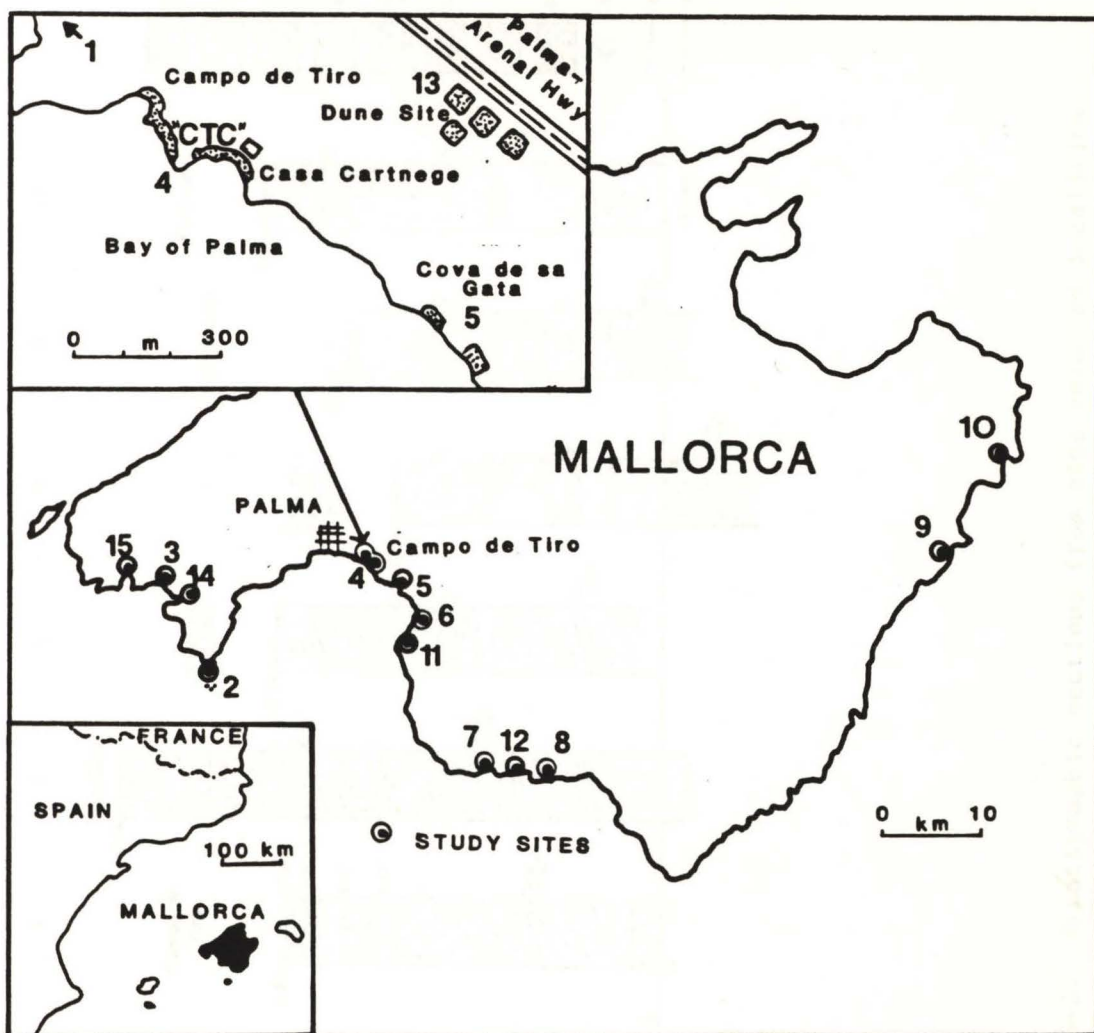 1
Campo de Tiro
"CTC"
4
Casa Cartnege
13
Dune Site
Palma-
Arenal Hwy
Bay of Palma
Cova de sa
Gata
5
0 m 300
MALLORCA
PALMA
Campo de Tiro
15
3
14
2
4
5
6
11
7
12
8
9
10
0 km 10
STUDY SITES
FRANCE
SPAIN
100 km
MALLORCA